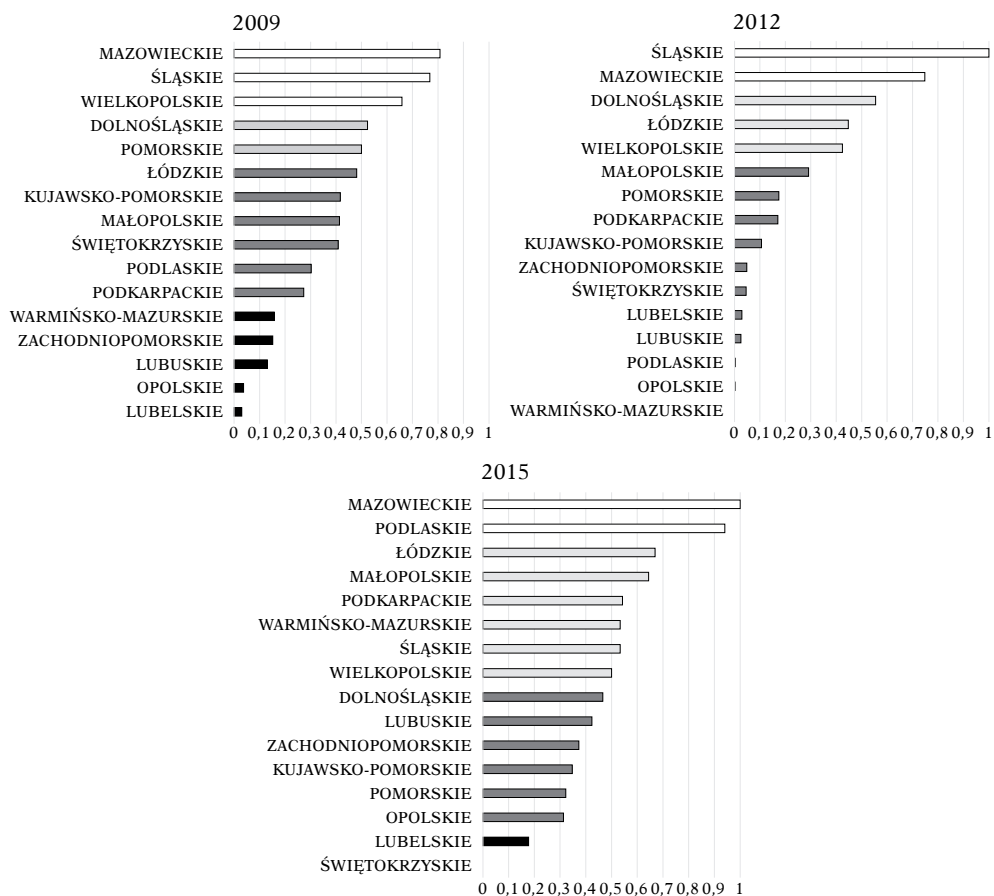 2009
MAZOWIECKIE
ŚLĄSKIE
WIELKOPOLSKIE
DOLNOŚLĄSKIE
POMORSKIE
ŁÓDZKIE
KUJAWSKO-POMORSKIE
MAŁOPOLSKIE
ŚWIĘTOKRZYSKIE
PODLASKIE
PODKARPACKIE
WARMIŃSKO-MAZURSKIE
ZACHODNIOPOMORSKIE
LUBUSKIE
OPOLSKIE
LUBELSKIE
0 0,1 0,2 0,3 0,4 0,5 0,6 0,7 0,8 0,9 1
2012
ŚLĄSKIE
MAZOWIECKIE
DOLNOŚLĄSKIE
ŁÓDZKIE
WIELKOPOLSKIE
MAŁOPOLSKIE
POMORSKIE
PODKARPACKIE
KUJAWSKO-POMORSKIE
ZACHODNIOPOMORSKIE
ŚWIĘTOKRZYSKIE
LUBELSKIE
LUBUSKIE
PODLASKIE
OPOLSKIE
WARMIŃSKO-MAZURSKIE
0 0,1 0,2 0,3 0,4 0,5 0,6 0,7 0,8 0,9 1
2015
MAZOWIECKIE
PODLASKIE
ŁÓDZKIE
MAŁOPOLSKIE
PODKARPACKIE
WARMIŃSKO-MAZURSKIE
ŚLĄSKIE
WIELKOPOLSKIE
DOLNOŚLĄSKIE
LUBUSKIE
ZACHODNIOPOMORSKIE
KUJAWSKO-POMORSKIE
POMORSKIE
OPOLSKIE
LUBELSKIE
ŚWIĘTOKRZYSKIE
0 0,1 0,2 0,3 0,4 0,5 0,6 0,7 0,8 0,9 1